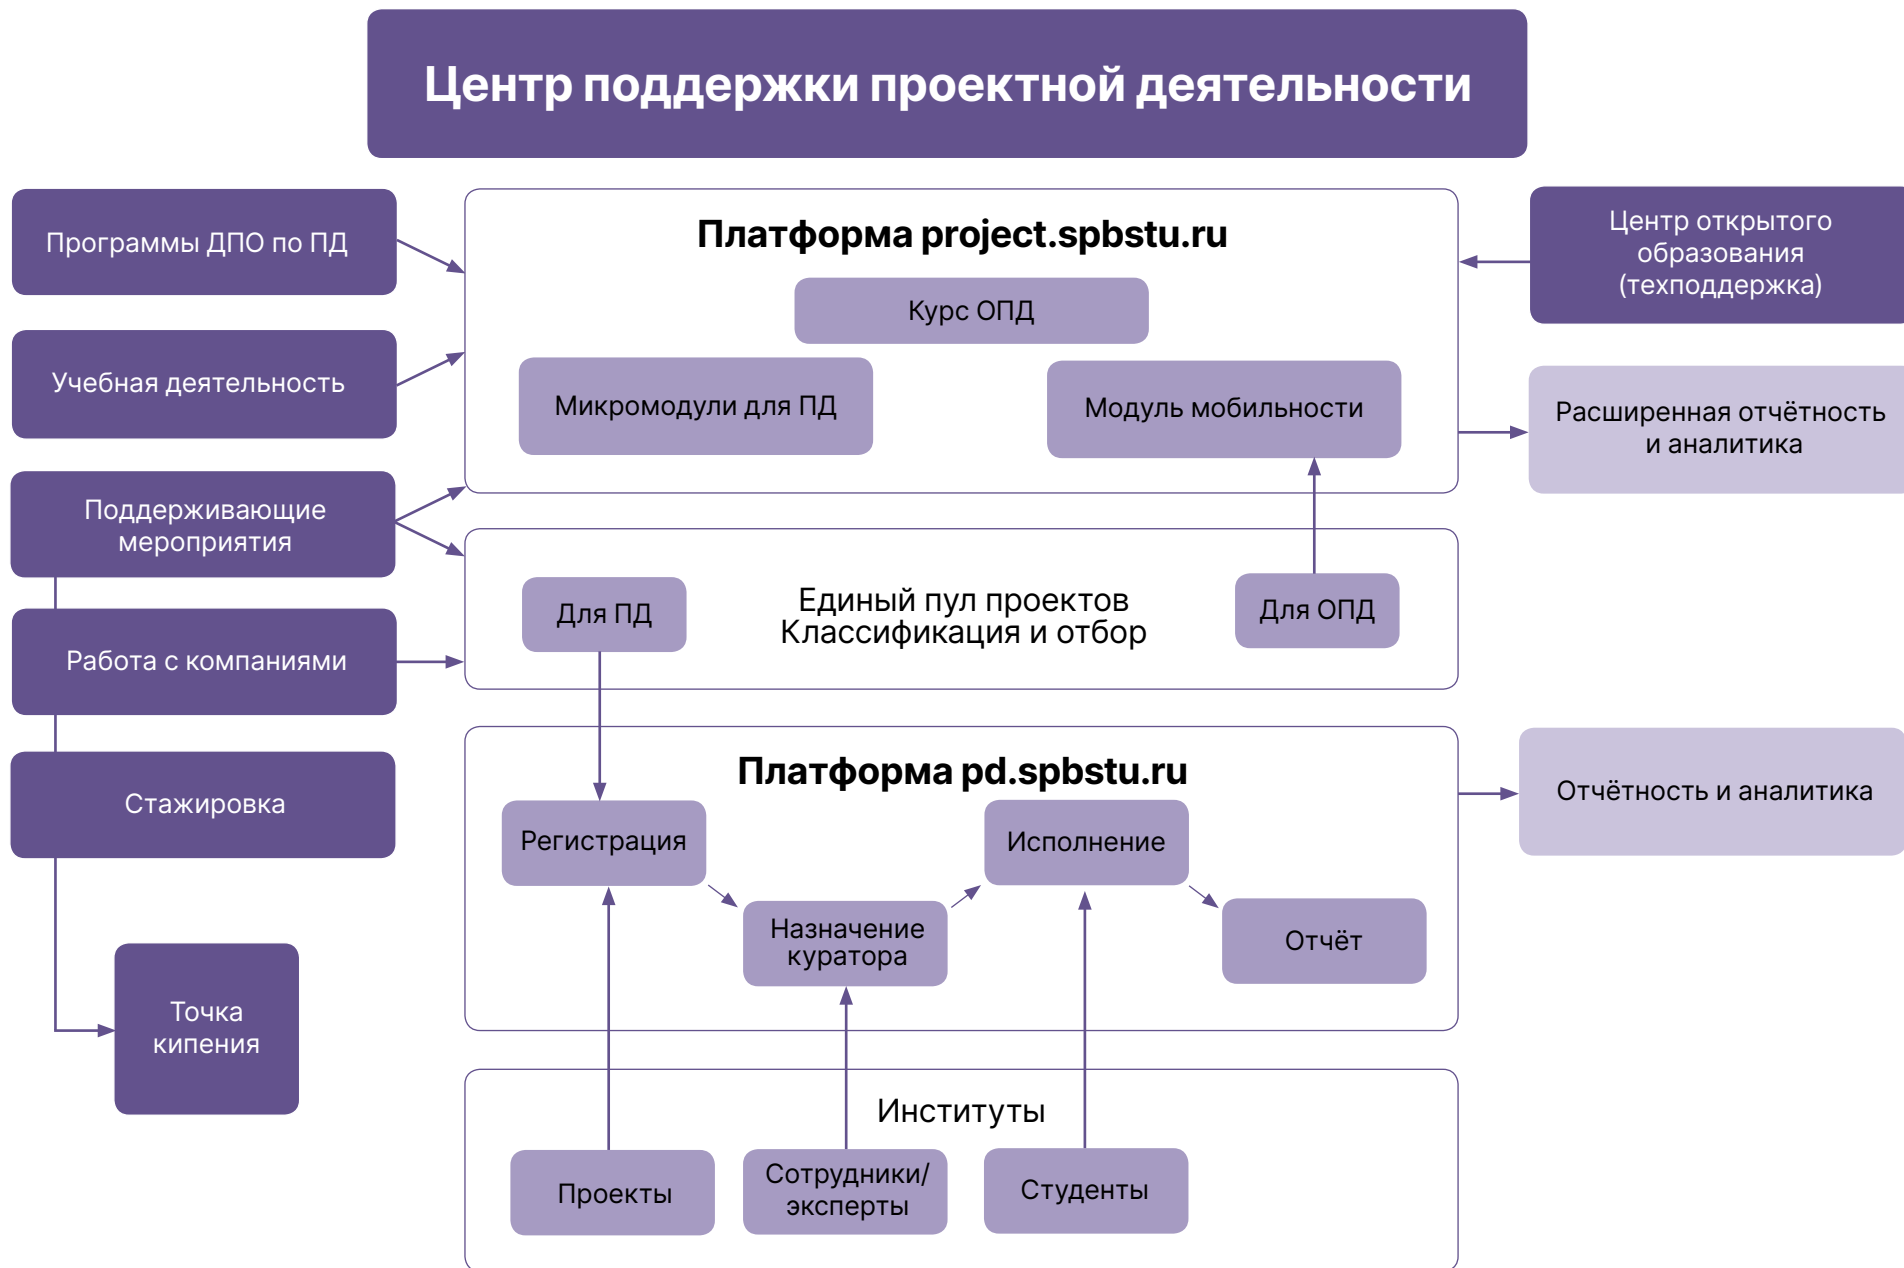 Центр поддержки проектной деятельности
Программы ДПО по ПД
Учебная деятельность
Поддерживающие
мероприятия
Работа с компаниями
Стажировка
Точка
кипения
Платформа project.spbstu.ru
Курс ОПД
Микромодули для ПД
Модуль мобильности
Для ПД
Единый пул проектов
Классификация и отбор
Для ОПД
Платформа pd.spbstu.ru
Регистрация
Назначение
куратора
Исполнение
Отчёт
Институты
Проекты
Сотрудники/
эксперты
Студенты
Центр открытого
образования
(техподдержка)
Расширенная отчётность
и аналитика
Отчётность и аналитика